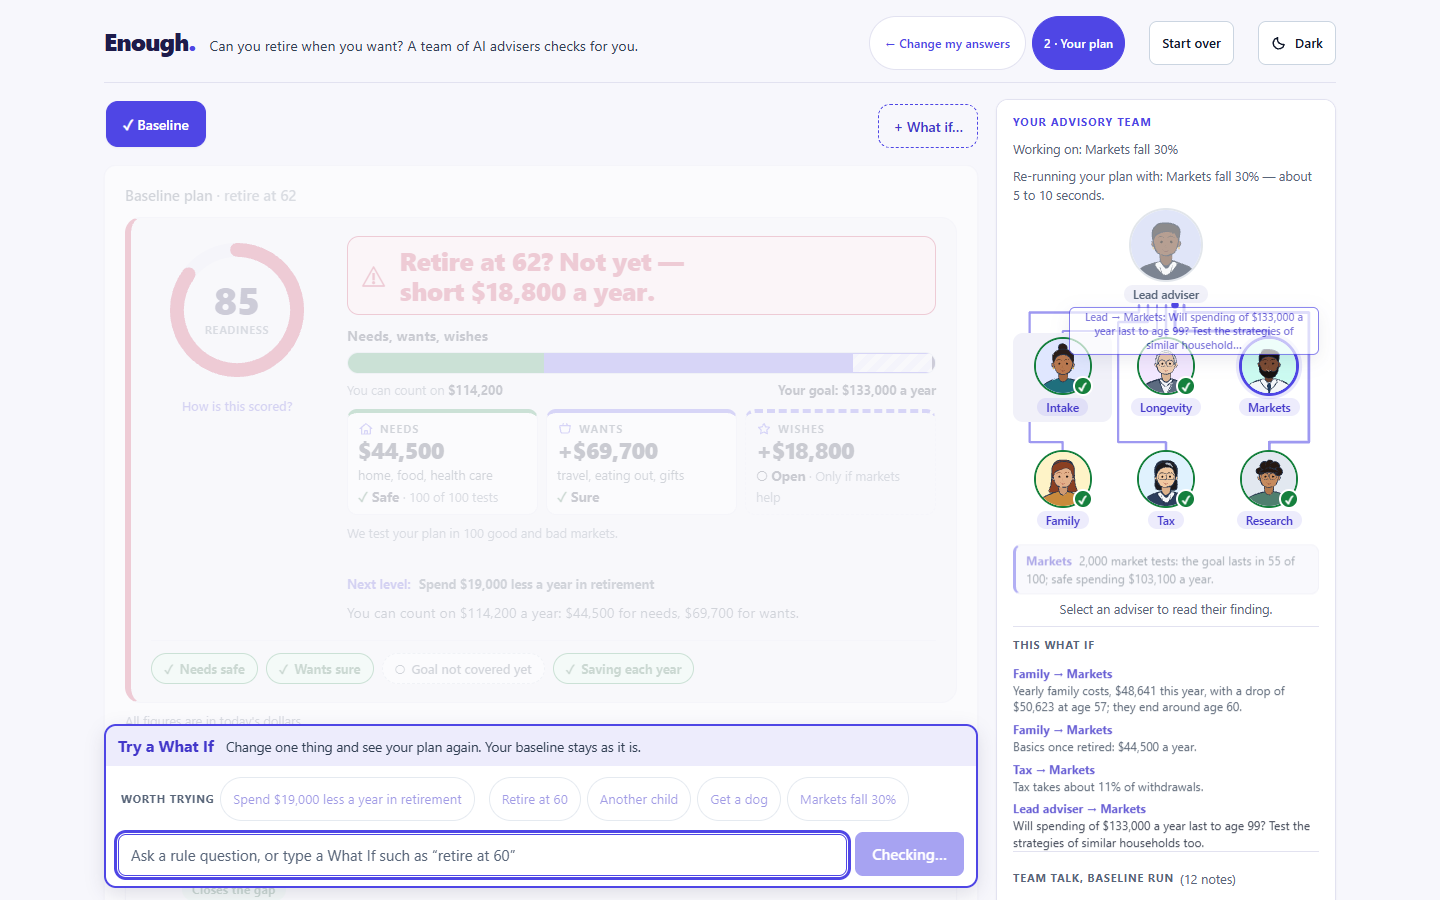 Enough.
Can you retire when you want? A team of AI advisers checks for you.
← Change my answers
2 · Your plan
Start over
Dark
✓ Baseline
+ What if...
Baseline plan · retire at 62
85
READINESS
How is this scored?
Retire at 62? Not yet —
short $18,800 a year.
Needs, wants, wishes
You can count on $114,200
Your goal: $133,000 a year
NEEDS
$44,500
home, food, health care
✓ Safe · 100 of 100 tests
WANTS
+$69,700
travel, eating out, gifts
✓ Sure
WISHES
+$18,800
Open · Only if markets
help
We test your plan in 100 good and bad markets.
Next level: Spend $19,000 less a year in retirement
You can count on $114,200 a year: $44,500 for needs, $69,700 for wants.
✓ Needs safe
✓ Wants sure
Goal not covered yet
✓ Saving each year
All figures are in today's dollars
Try a What If
Change one thing and see your plan again. Your baseline stays as it is.
WORTH TRYING
Spend $19,000 less a year in retirement
Retire at 60
Another child
Get a dog
Markets fall 30%
Ask a rule question, or type a What If such as “retire at 60”
Checking...
Closes the gap
YOUR ADVISORY TEAM
Working on: Markets fall 30%
Re-running your plan with: Markets fall 30% — about
5 to 10 seconds.
Lead adviser
Lead → Markets: Will spending of $133,000 a
year last to age 99? Test the strategies of
similar household...
Intake
Longevity
Markets
Family
Tax
Research
Markets 2,000 market tests: the goal lasts in 55 of
100; safe spending $103,100 a year.
Select an adviser to read their finding.
THIS WHAT IF
Family → Markets
Yearly family costs, $48,641 this year, with a drop of
$50,623 at age 57; they end around age 60.
Family → Markets
Basics once retired: $44,500 a year.
Tax → Markets
Tax takes about 11% of withdrawals.
Lead adviser → Markets
Will spending of $133,000 a year last to age 99? Test the
strategies of similar households too.
TEAM TALK, BASELINE RUN (12 notes)